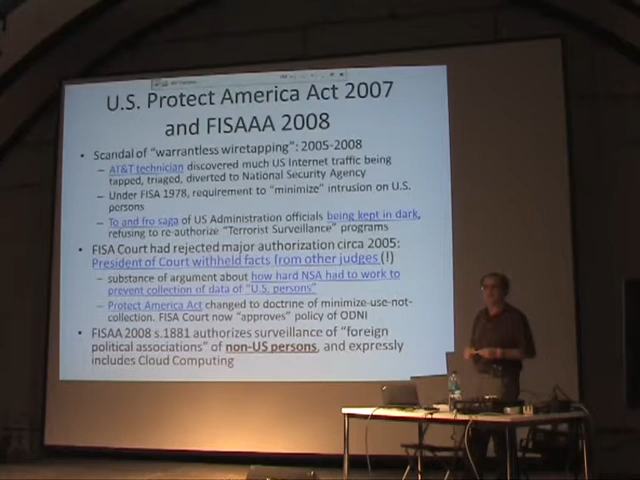 U.S. Protect America Act 2007
and FISAAA 2008
• Scandal of "warrantless wiretapping": 2005-2008
– AT&T technician discovered much US Internet traffic being
tapped, triaged, diverted to National Security Agency
– Under FISA 1978, requirement to "minimize" intrusion on U.S.
persons
– To and fro saga of US Administration officials being kept in dark,
refusing to re-authorize "Terrorist Surveillance" programs
• FISA Court had rejected major authorization circa 2005:
President of Court withheld facts from other judges (!)
– substance of argument about how hard NSA had to work to
prevent collection of data of "U.S. persons"
– Protect America Act changed to doctrine of minimize-use-not-
collection. FISA Court now "approves" policy of ODNI
• FISAA 2008 s.1881 authorizes surveillance of "foreign
political associations" of non-US persons, and expressly
includes Cloud Computing